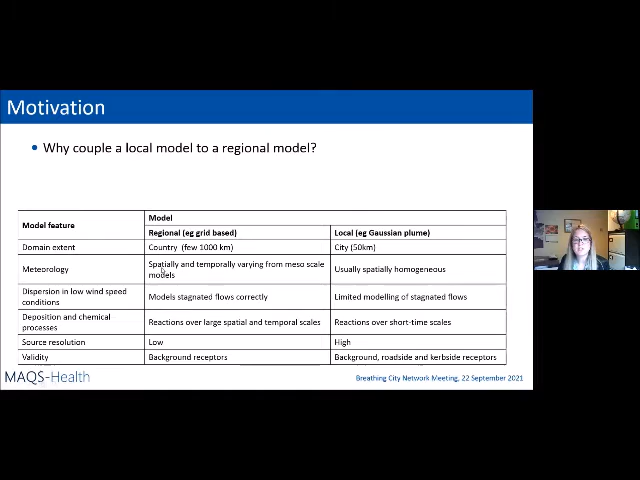 Motivation
• Why couple a local model to a regional model?
Model feature
Model
Regional (eg grid based)
Local (eg Gaussian plume)
Domain extent
Country (few 1000 km)
City (50km)
Meteorology
Spatially and temporally varying from meso scale
models
Usually spatially homogeneous
Dispersion in low wind speed
conditions
Models stagnated flows correctly
Limited modelling of stagnated flows
Deposition and chemical
processes
Reactions over large spatial and temporal scales
Reactions over short-time scales
Source resolution
Low
High
Validity
Background receptors
Background, roadside and kerbside receptors
MAQS-Health
Breathing City Network Meeting, 22 September 2021